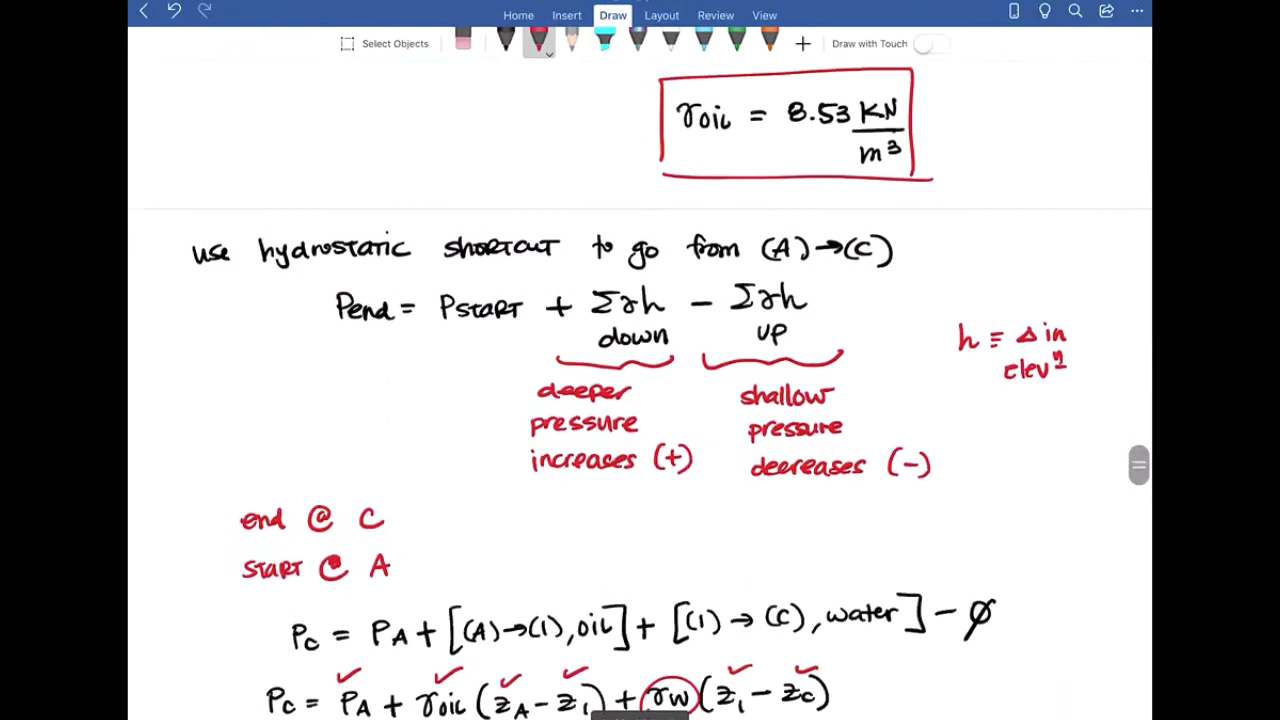 Home Insert Draw Layout Review View
Select Objects
Draw with Touch
γoil = 8.53 KN/m³
use hydrostatic shortcut to go from (A)→(C)
Pend = PSTART + Σγh - Σγh
down up
h ≡ Δ in
elevⁿ
deeper
pressure
increases (+)
shallow
pressure
decreases (-)
end @ C
START @ A
Pc = PA + [(A)→(1), oil] + [(1)→(C), water] - ∅
Pc = PA + γoil (zA - z1) + γw (z1 - zc)